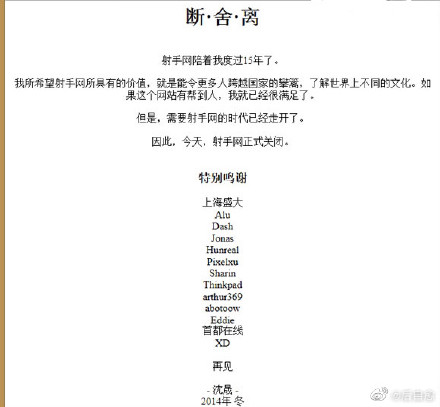 断·舍·离
射手网陪着我度过15年了。
我所希望射手网所具有的价值，就是能令更多人跨越国家的樊篱，了解世界上不同的文化。如
果这个网站有帮到人，我就已经很满足了。
但是，需要射手网的时代已经走开了。
因此，今天，射手网正式关闭。
特别鸣谢
上海盛大
Alu
Dash
Jonas
Hunreal
Pixelxu
Sharin
Thinkpad
arthur369
abotoow
Eddie
首都在线
XD
再见
- 沈晟 -
2014年 冬